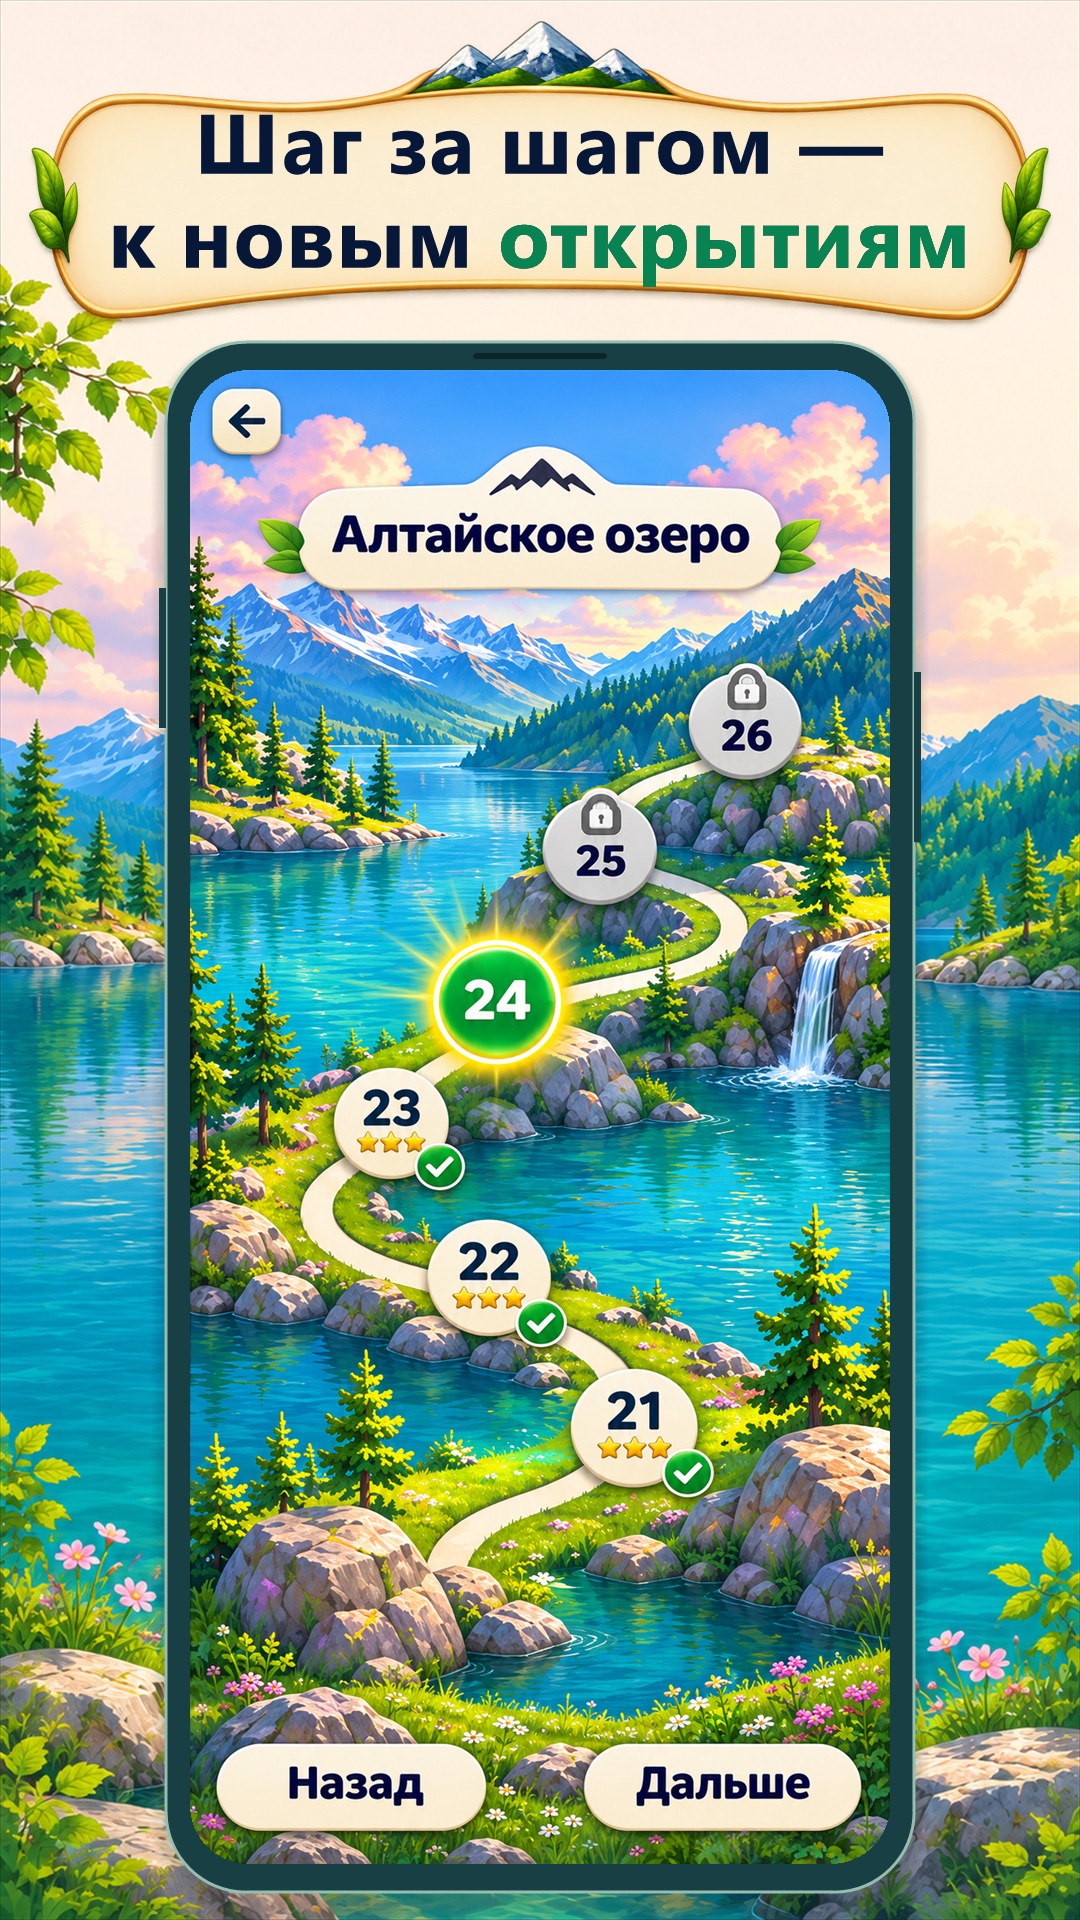 Шаг за шагом —
к новым открытиям
Алтайское озеро
26
25
24
23
22
21
Назад
Дальше